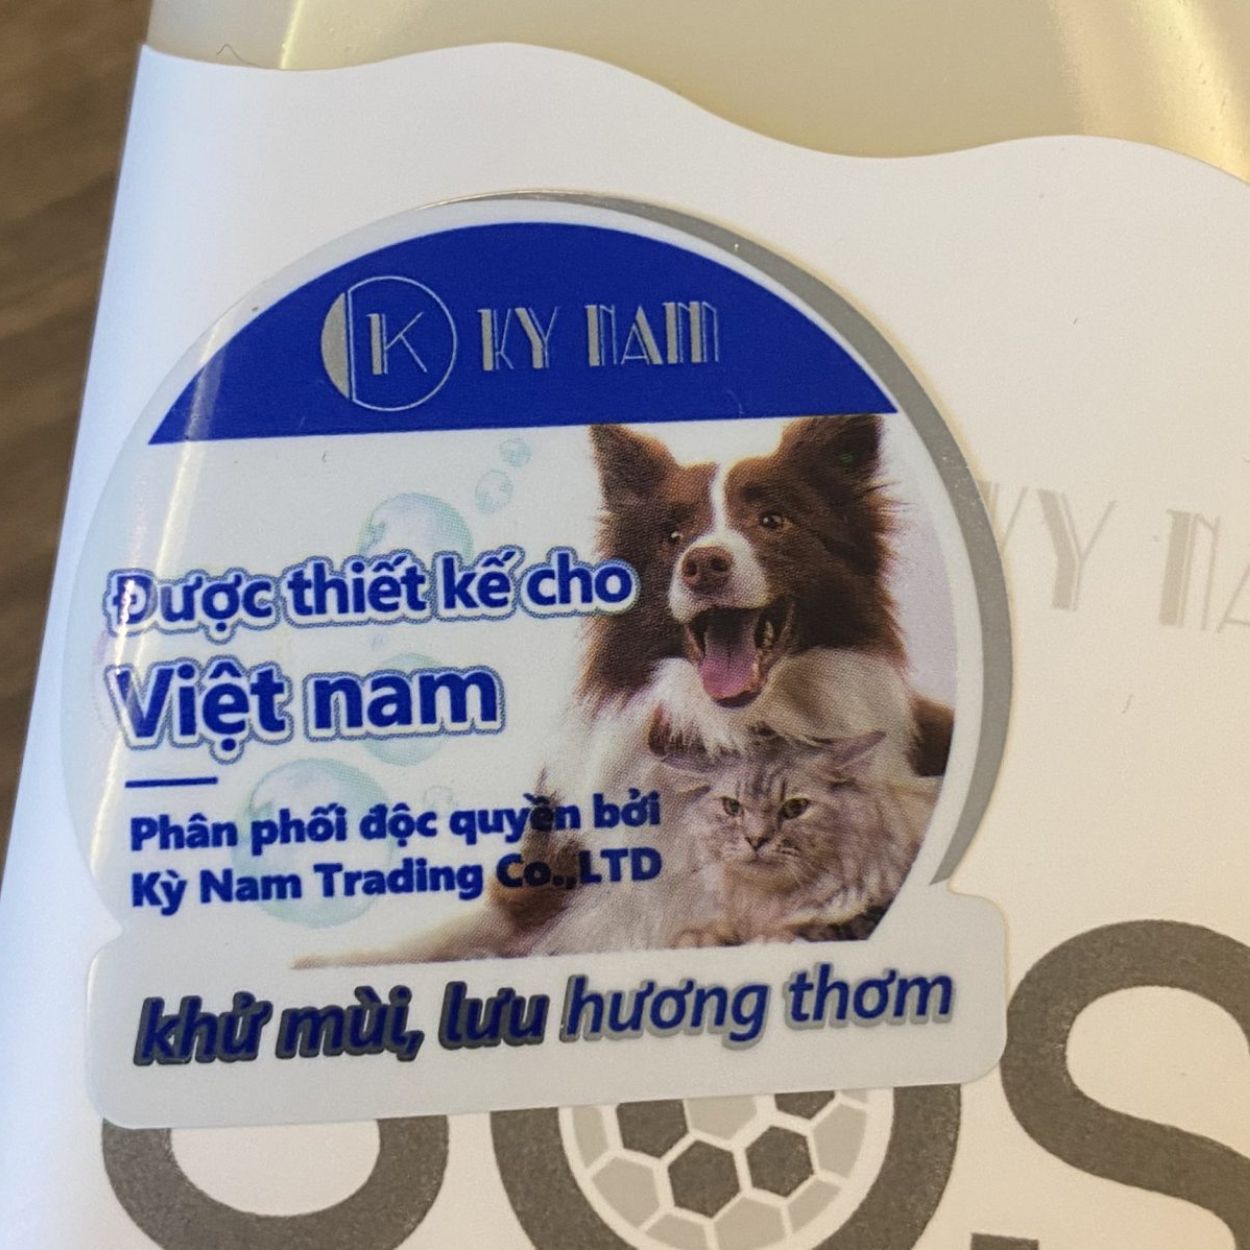 K KY NAM
Được thiết kế cho
Việt nam
Phân phối độc quyền bởi
Kỳ Nam Trading Co.,LTD
khử mùi, lưu hương thơm
KY